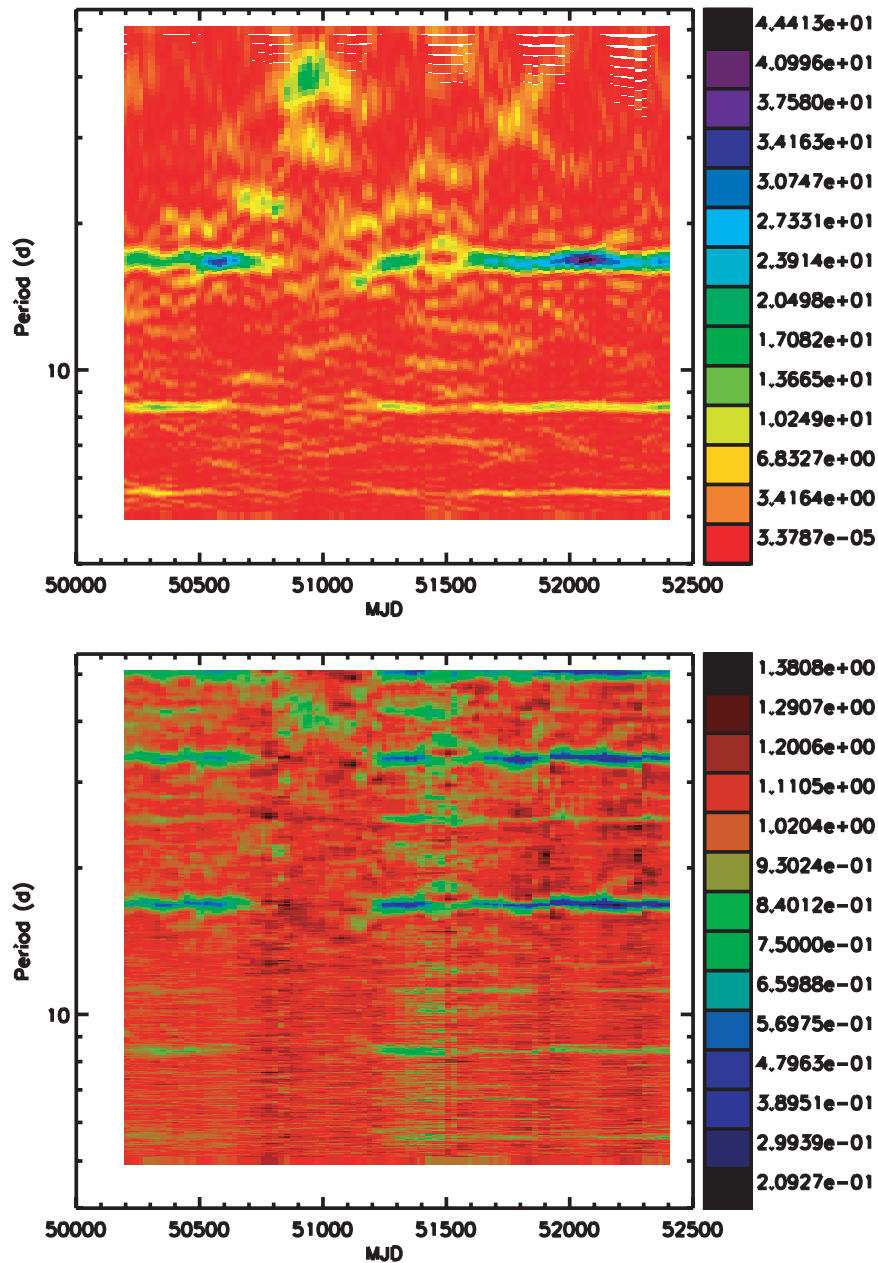 4.4413e+01
4.0996e+01
3.7580e+01
3.4163e+01
3.0747e+01
2.7331e+01
2.3914e+01
2.0498e+01
1.7082e+01
1.3665e+01
1.0249e+01
6.8327e+00
3.4164e+00
3.3787e-05
Period (d)
10
50000 50500 51000 51500 52000 52500
MJD
1.3808e+00
1.2907e+00
1.2006e+00
1.1105e+00
1.0204e+00
9.3024e-01
8.4012e-01
7.5000e-01
6.5988e-01
5.6975e-01
4.7963e-01
3.8951e-01
2.9939e-01
2.0927e-01
Period (d)
10
50000 50500 51000 51500 52000 52500
MJD